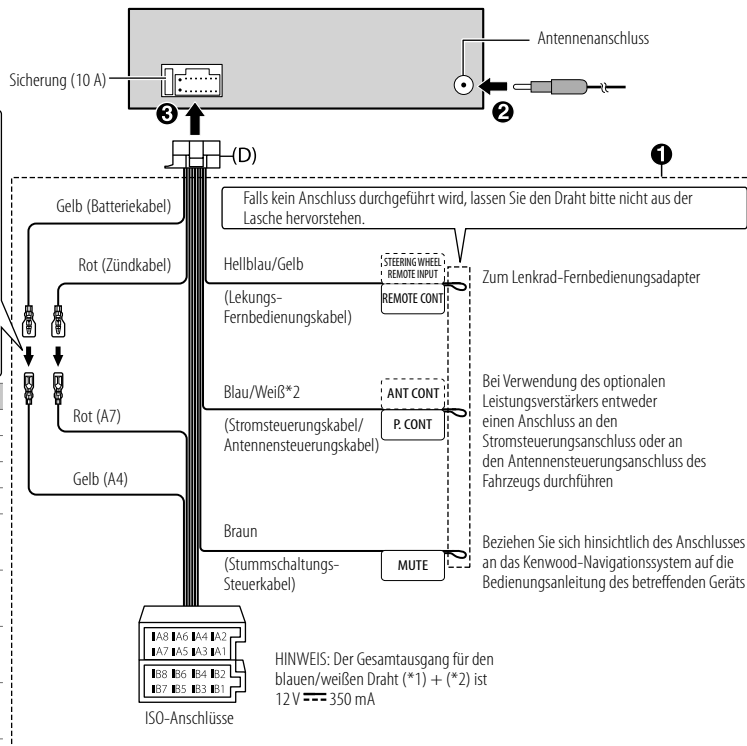 Antennenanschluss
Sicherung (10 A)
❸
❷
(D)
❶
Falls kein Anschluss durchgeführt wird, lassen Sie den Draht bitte nicht aus der
Lasche hervorstehen.
Gelb (Batteriekabel)
Rot (Zündkabel)
Hellblau/Gelb
(Lekungs-
Fernbedienungskabel)
STEERING WHEEL
REMOTE INPUT
REMOTE CONT
Zum Lenkrad-Fernbedienungsadapter
Blau/Weiß*2
(Stromsteuerungskabel/
Antennensteuerungskabel)
ANT CONT
P. CONT
Bei Verwendung des optionalen
Leistungsverstärkers entweder
einen Anschluss an den
Stromsteuerungsanschluss oder an
den Antennensteuerungsanschluss des
Fahrzeugs durchführen
Rot (A7)
Gelb (A4)
Braun
(Stummschaltungs-
Steuerkabel)
MUTE
Beziehen Sie sich hinsichtlich des Anschlusses
an das Kenwood-Navigationssystem auf die
Bedienungsanleitung des betreffenden Geräts
A8 A6 A4 A2
A7 A5 A3 A1
B8 B6 B4 B2
B7 B5 B3 B1
ISO-Anschlüsse
HINWEIS: Der Gesamtausgang für den
blauen/weißen Draht (*1) + (*2) ist
12 V ⎓ 350 mA